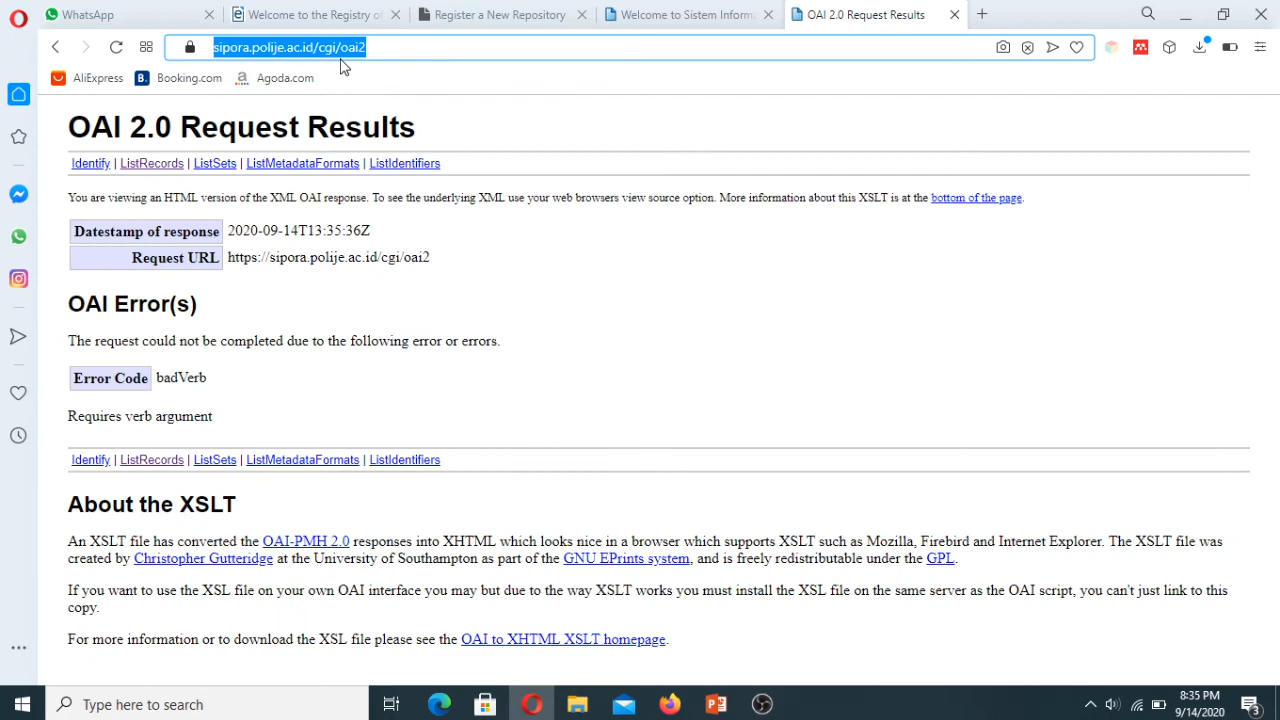 WhatsApp
Welcome to the Registry of
Register a New Repository
Welcome to Sistem Inform
OAI 2.0 Request Results
sipora.polije.ac.id/cgi/oai2
AliExpress
B. Booking.com
a Agoda.com
OAI 2.0 Request Results
Identify | ListRecords | ListSets | ListMetadataFormats | ListIdentifiers
You are viewing an HTML version of the XML OAI response. To see the underlying XML use your web browsers view source option. More information about this XSLT is at the bottom of the page.
Datestamp of response 2020-09-14T13:35:36Z
Request URL https://sipora.polije.ac.id/cgi/oai2
OAI Error(s)
The request could not be completed due to the following error or errors.
Error Code badVerb
Requires verb argument
Identify | ListRecords | ListSets | ListMetadataFormats | ListIdentifiers
About the XSLT
An XSLT file has converted the OAI-PMH 2.0 responses into XHTML which looks nice in a browser which supports XSLT such as Mozilla, Firebird and Internet Explorer. The XSLT file was
created by Christopher Gutteridge at the University of Southampton as part of the GNU EPrints system, and is freely redistributable under the GPL.
If you want to use the XSL file on your own OAI interface you may but due to the way XSLT works you must install the XSL file on the same server as the OAI script, you can't just link to this
copy.
For more information or to download the XSL file please see the OAI to XHTML XSLT homepage.
Type here to search
8:35 PM
9/14/2020
3